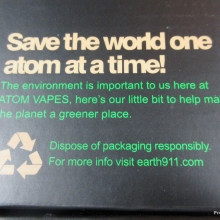 Save the world one
atom at a time!
The environment is important to us here at
ATOM VAPES, here's our little bit to help ma
the planet a greener place.
Dispose of packaging responsibly.
For more info visit earth911.com